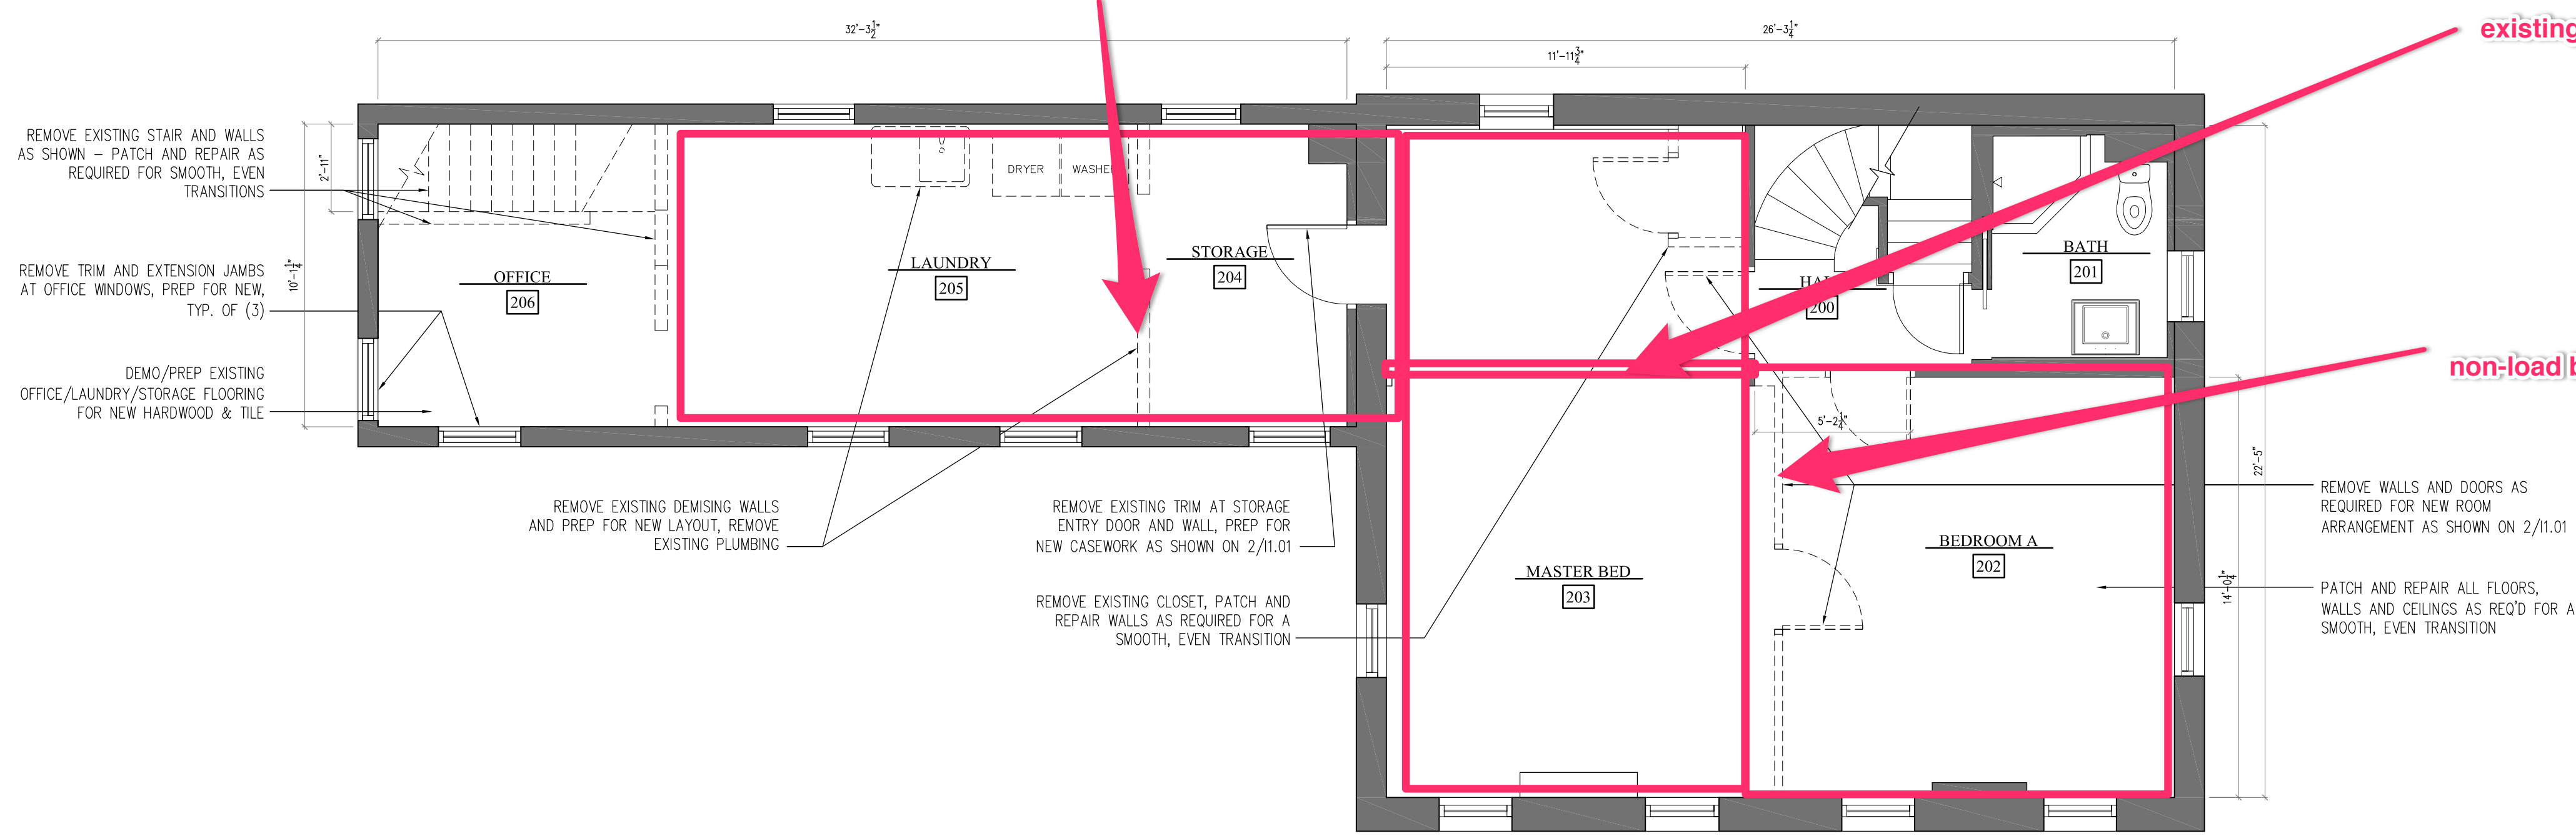 32'-3½"
26'-3¼"
11'-11¾"
existing
REMOVE EXISTING STAIR AND WALLS
AS SHOWN – PATCH AND REPAIR AS
REQUIRED FOR SMOOTH, EVEN
TRANSITIONS
2'-11"
10'-1¼"
REMOVE TRIM AND EXTENSION JAMBS
AT OFFICE WINDOWS, PREP FOR NEW,
TYP. OF (3)
DEMO/PREP EXISTING
OFFICE/LAUNDRY/STORAGE FLOORING
FOR NEW HARDWOOD & TILE
OFFICE
206
DRYER
WASHER
LAUNDRY
205
STORAGE
204
HALL
200
BATH
201
non-load b
5'-2¼"
22'-5"
14'-0¼"
REMOVE EXISTING DEMISING WALLS
AND PREP FOR NEW LAYOUT, REMOVE
EXISTING PLUMBING
REMOVE EXISTING TRIM AT STORAGE
ENTRY DOOR AND WALL, PREP FOR
NEW CASEWORK AS SHOWN ON 2/I1.01
REMOVE EXISTING CLOSET, PATCH AND
REPAIR WALLS AS REQUIRED FOR A
SMOOTH, EVEN TRANSITION
MASTER BED
203
BEDROOM A
202
REMOVE WALLS AND DOORS AS
REQUIRED FOR NEW ROOM
ARRANGEMENT AS SHOWN ON 2/I1.01
PATCH AND REPAIR ALL FLOORS,
WALLS AND CEILINGS AS REQ'D FOR A
SMOOTH, EVEN TRANSITION